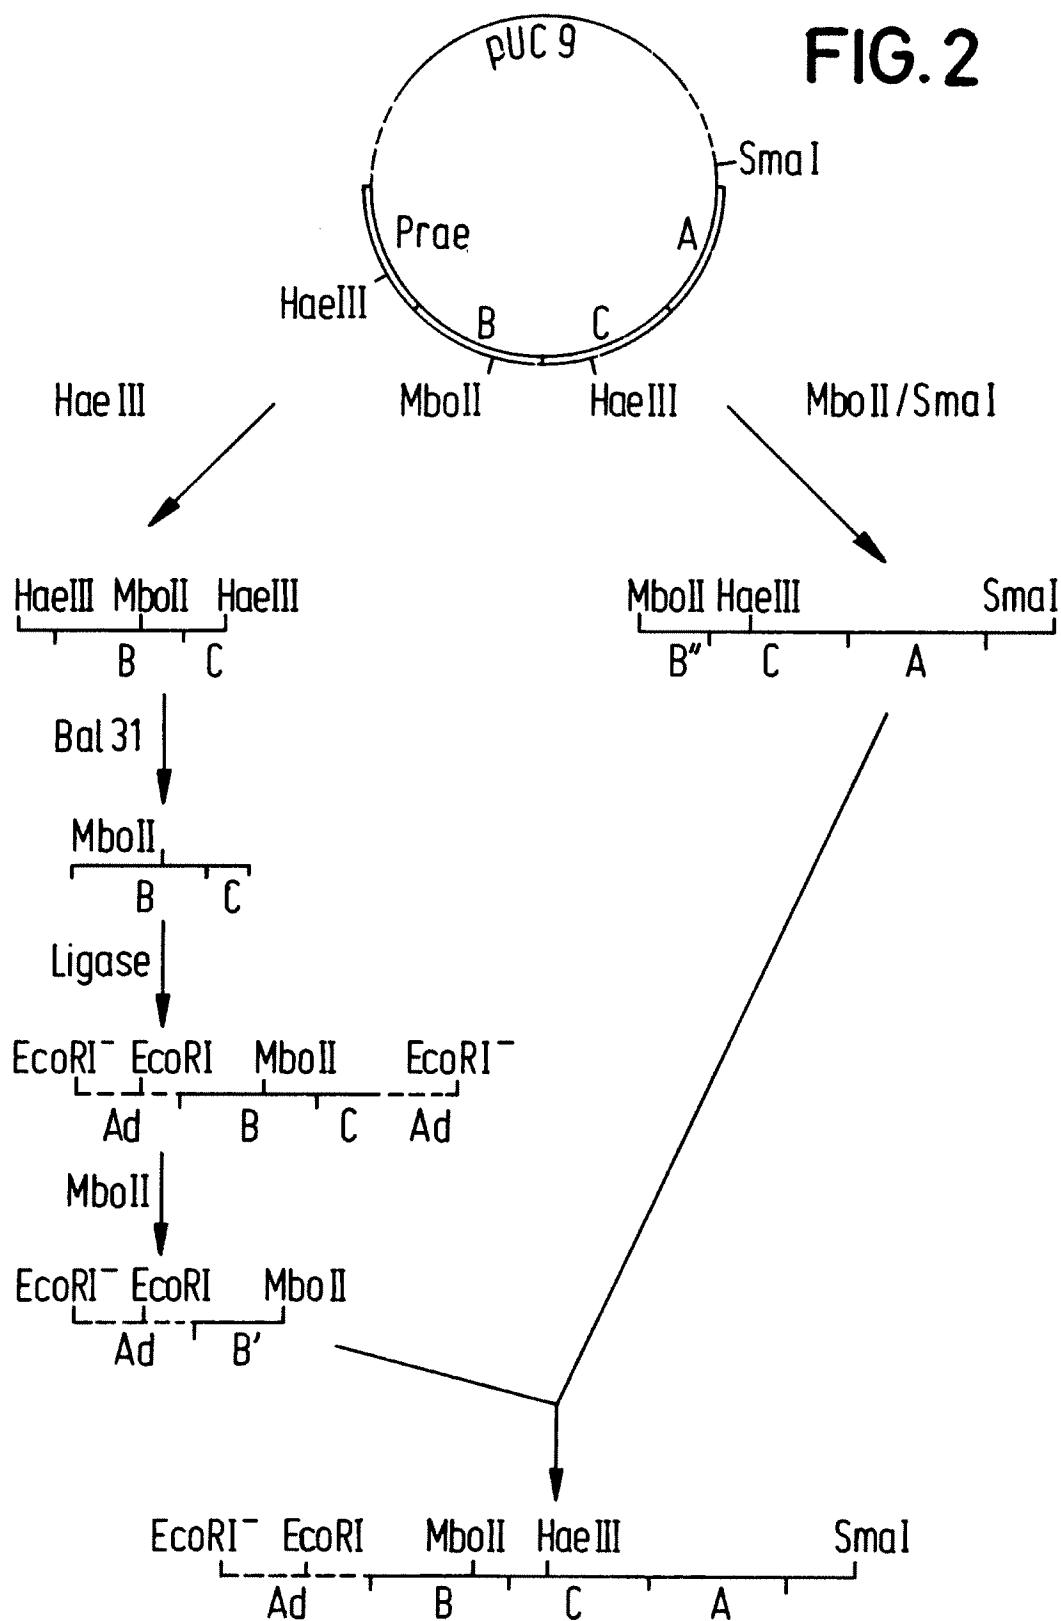 pUC 9
FIG. 2
SmaI
Prae
A
HaeIII
B
C
MboII
HaeIII
HaeIII
MboII/SmaI
HaeIII MboII HaeIII
B C
MboII HaeIII SmaI
B" C A
Bal 31
MboII
B C
Ligase
EcoRI⁻ EcoRI MboII EcoRI⁻
Ad B C Ad
MboII
EcoRI⁻ EcoRI MboII
Ad B'
EcoRI⁻ EcoRI MboII HaeIII SmaI
Ad B C A